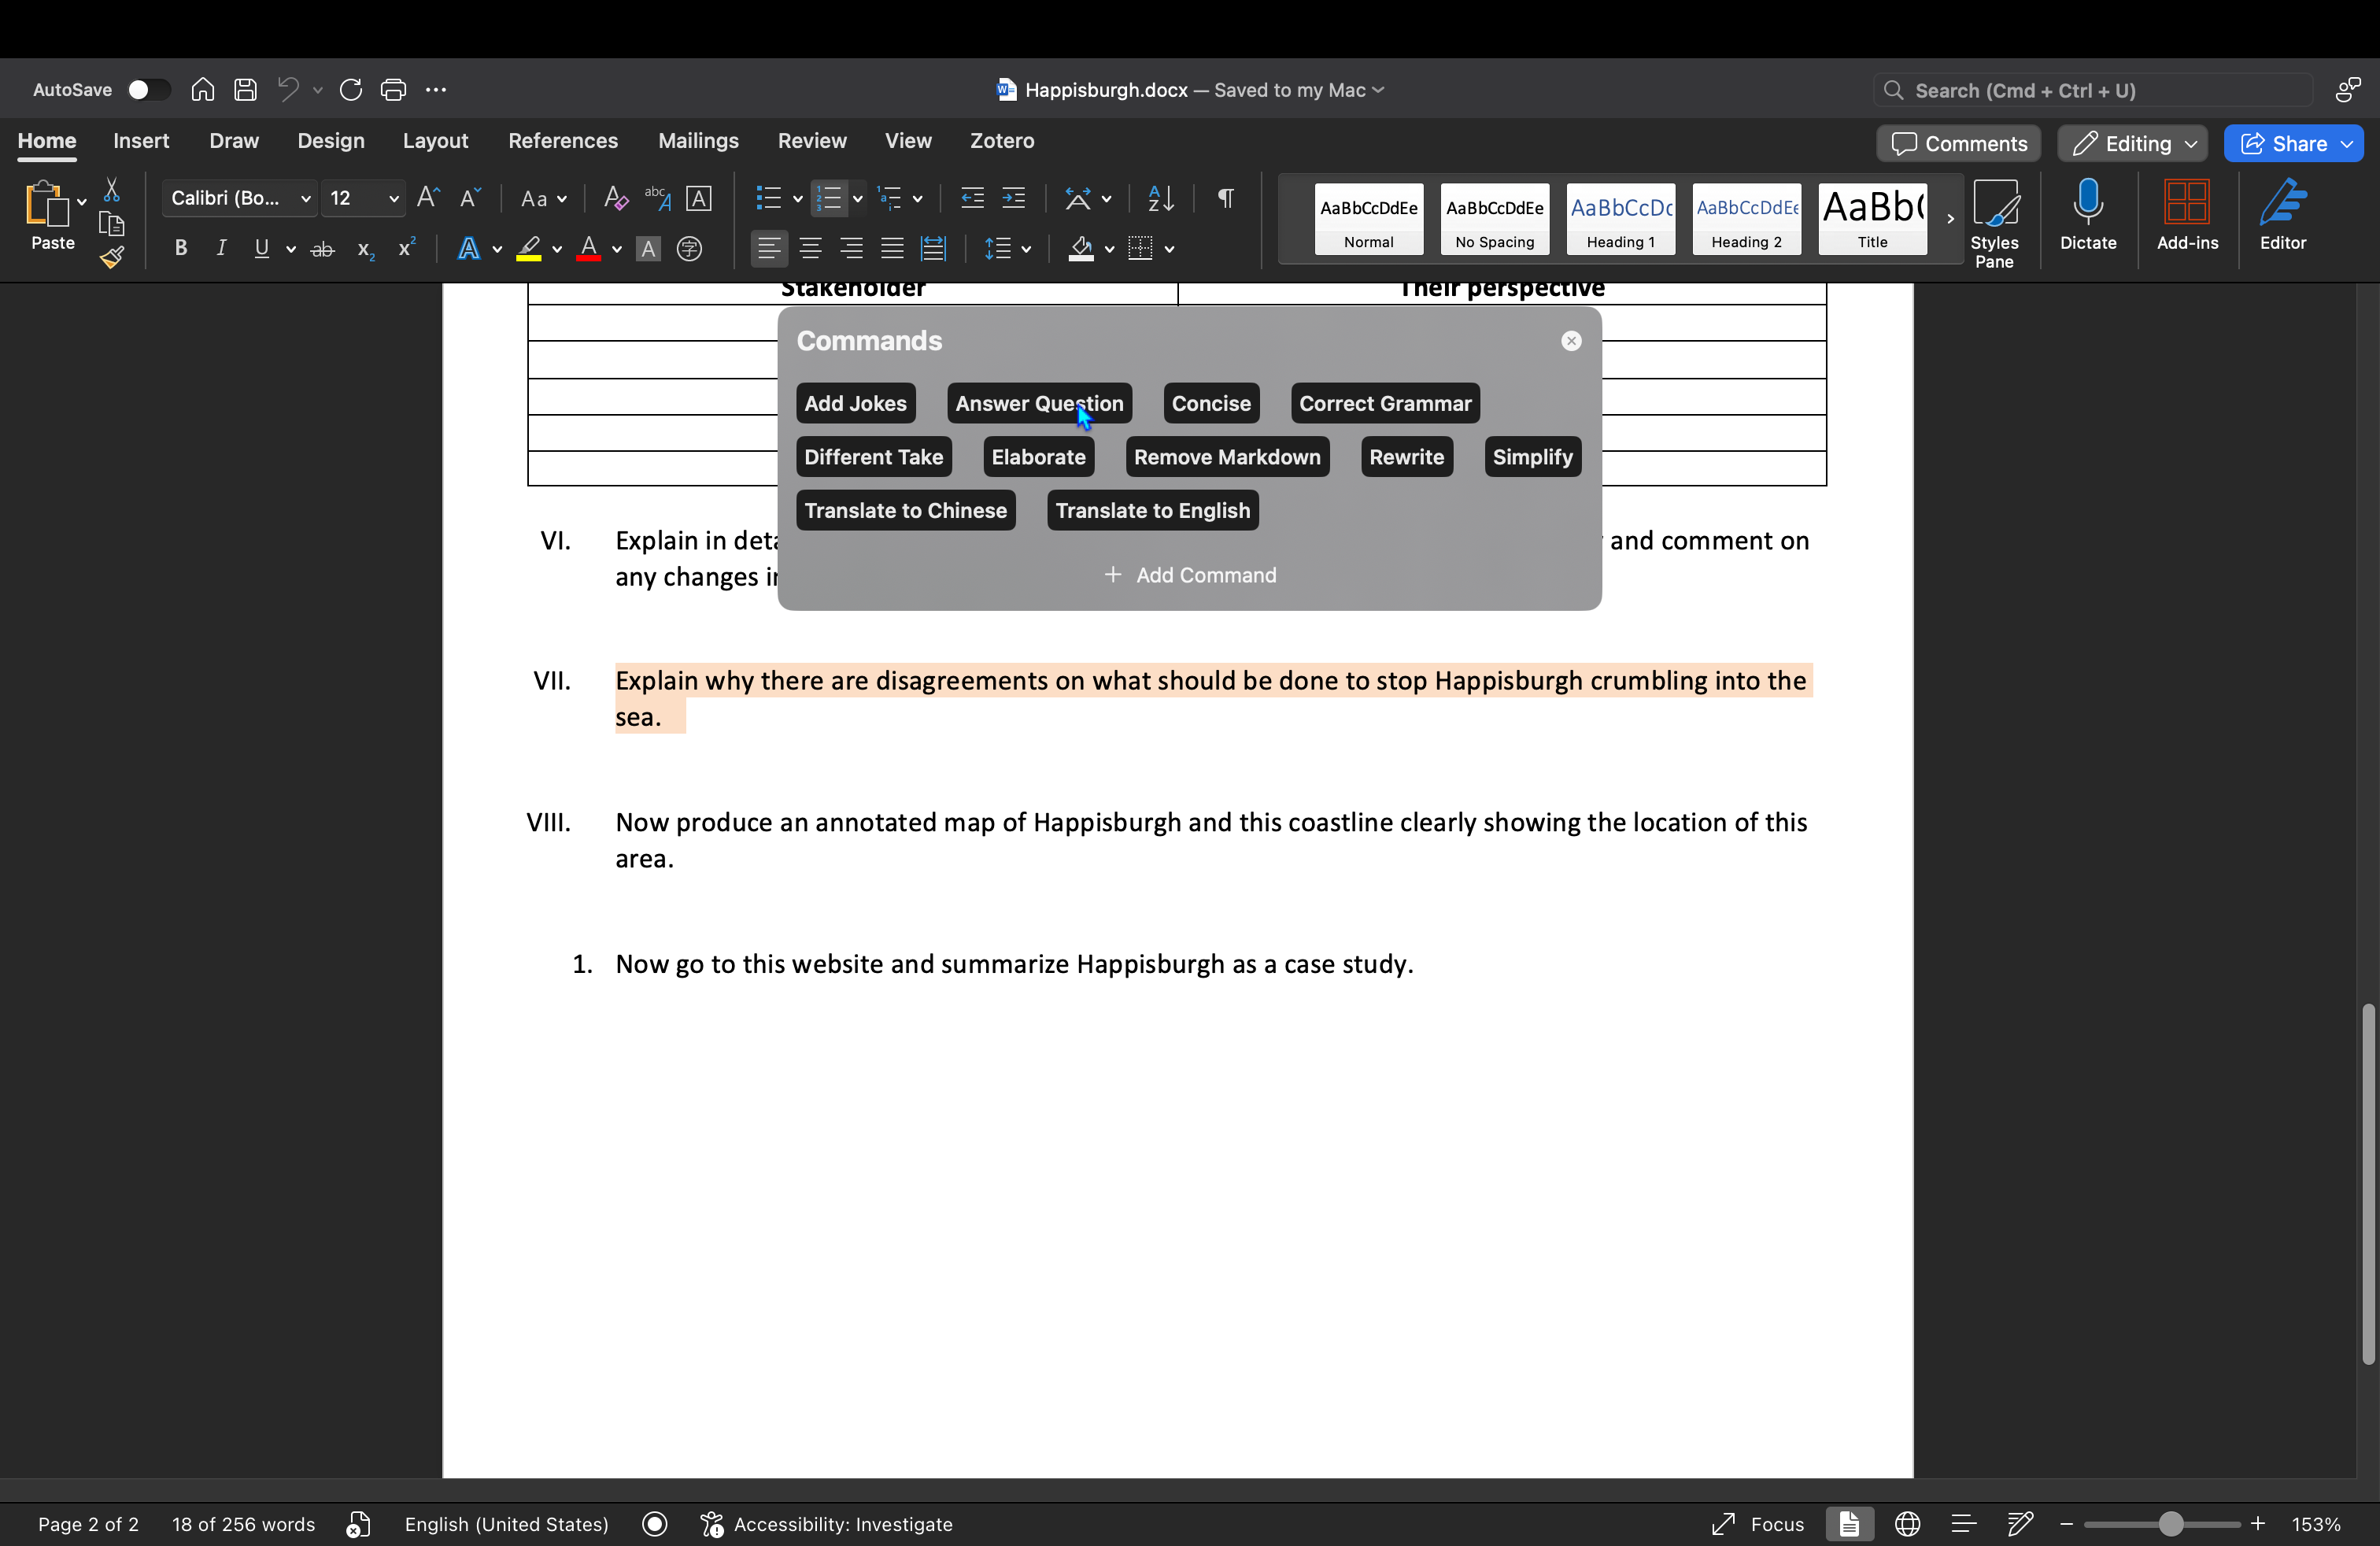 AutoSave
Happisburgh.docx — Saved to my Mac
Search (Cmd + Ctrl + U)
Home Insert Draw Design Layout References Mailings Review View Zotero
Comments Editing Share
Paste
Calibri (Bo... 12
AaBbCcDdEe AaBbCcDdEe AaBbCcDc AaBbCcDdEe AaBb(
Normal No Spacing Heading 1 Heading 2 Title
Styles Pane
Dictate
Add-ins
Editor
Stakeholder Their perspective
Commands
Add Jokes Answer Question Concise Correct Grammar
Different Take Elaborate Remove Markdown Rewrite Simplify
Translate to Chinese Translate to English
+ Add Command
VI. Explain in deta and comment on
any changes in
VII. Explain why there are disagreements on what should be done to stop Happisburgh crumbling into the
sea.
VIII. Now produce an annotated map of Happisburgh and this coastline clearly showing the location of this
area.
1. Now go to this website and summarize Happisburgh as a case study.
Page 2 of 2 18 of 256 words English (United States) Accessibility: Investigate Focus 153%